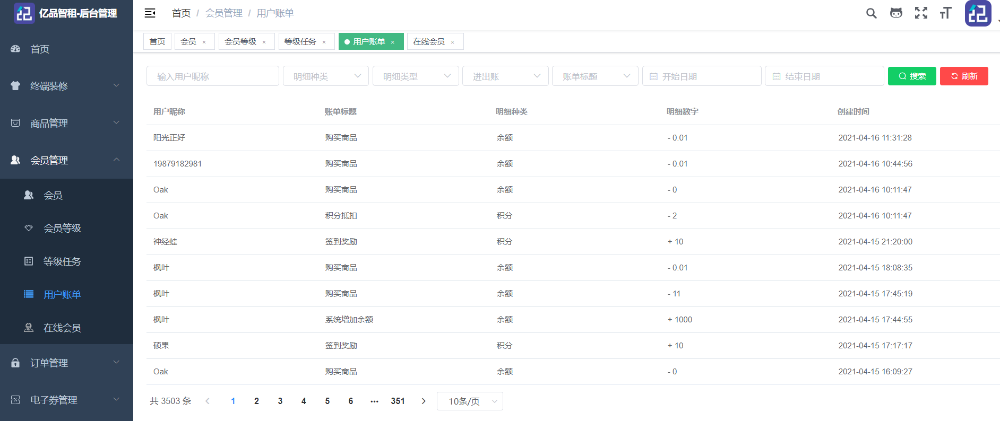 亿品智租-后台管理
首页
终端装修
商品管理
会员管理
会员
会员等级
等级任务
用户账单
在线会员
订单管理
电子券管理
首页 / 会员管理 / 用户账单
首页 会员 × 会员等级 × 等级任务 × 用户账单 × 在线会员 ×
输入用户昵称 明细种类 明细类型 进出账 账单标题 开始日期 结束日期 搜索 刷新
用户昵称 账单标题 明细种类 明细数字 创建时间
阳光正好 购买商品 余额 - 0.01 2021-04-16 11:31:28
19879182981 购买商品 余额 - 0.01 2021-04-16 10:44:56
Oak 购买商品 余额 - 0 2021-04-16 10:11:47
Oak 积分抵扣 积分 - 2 2021-04-16 10:11:47
神经蛙 签到奖励 积分 + 10 2021-04-15 21:20:00
枫叶 购买商品 余额 - 0.01 2021-04-15 18:08:35
枫叶 购买商品 余额 - 11 2021-04-15 17:45:19
枫叶 系统增加余额 余额 + 1000 2021-04-15 17:44:55
硕果 签到奖励 积分 + 10 2021-04-15 17:17:17
Oak 购买商品 余额 - 0 2021-04-15 16:09:27
共 3503 条 1 2 3 4 5 6 ••• 351 10条/页